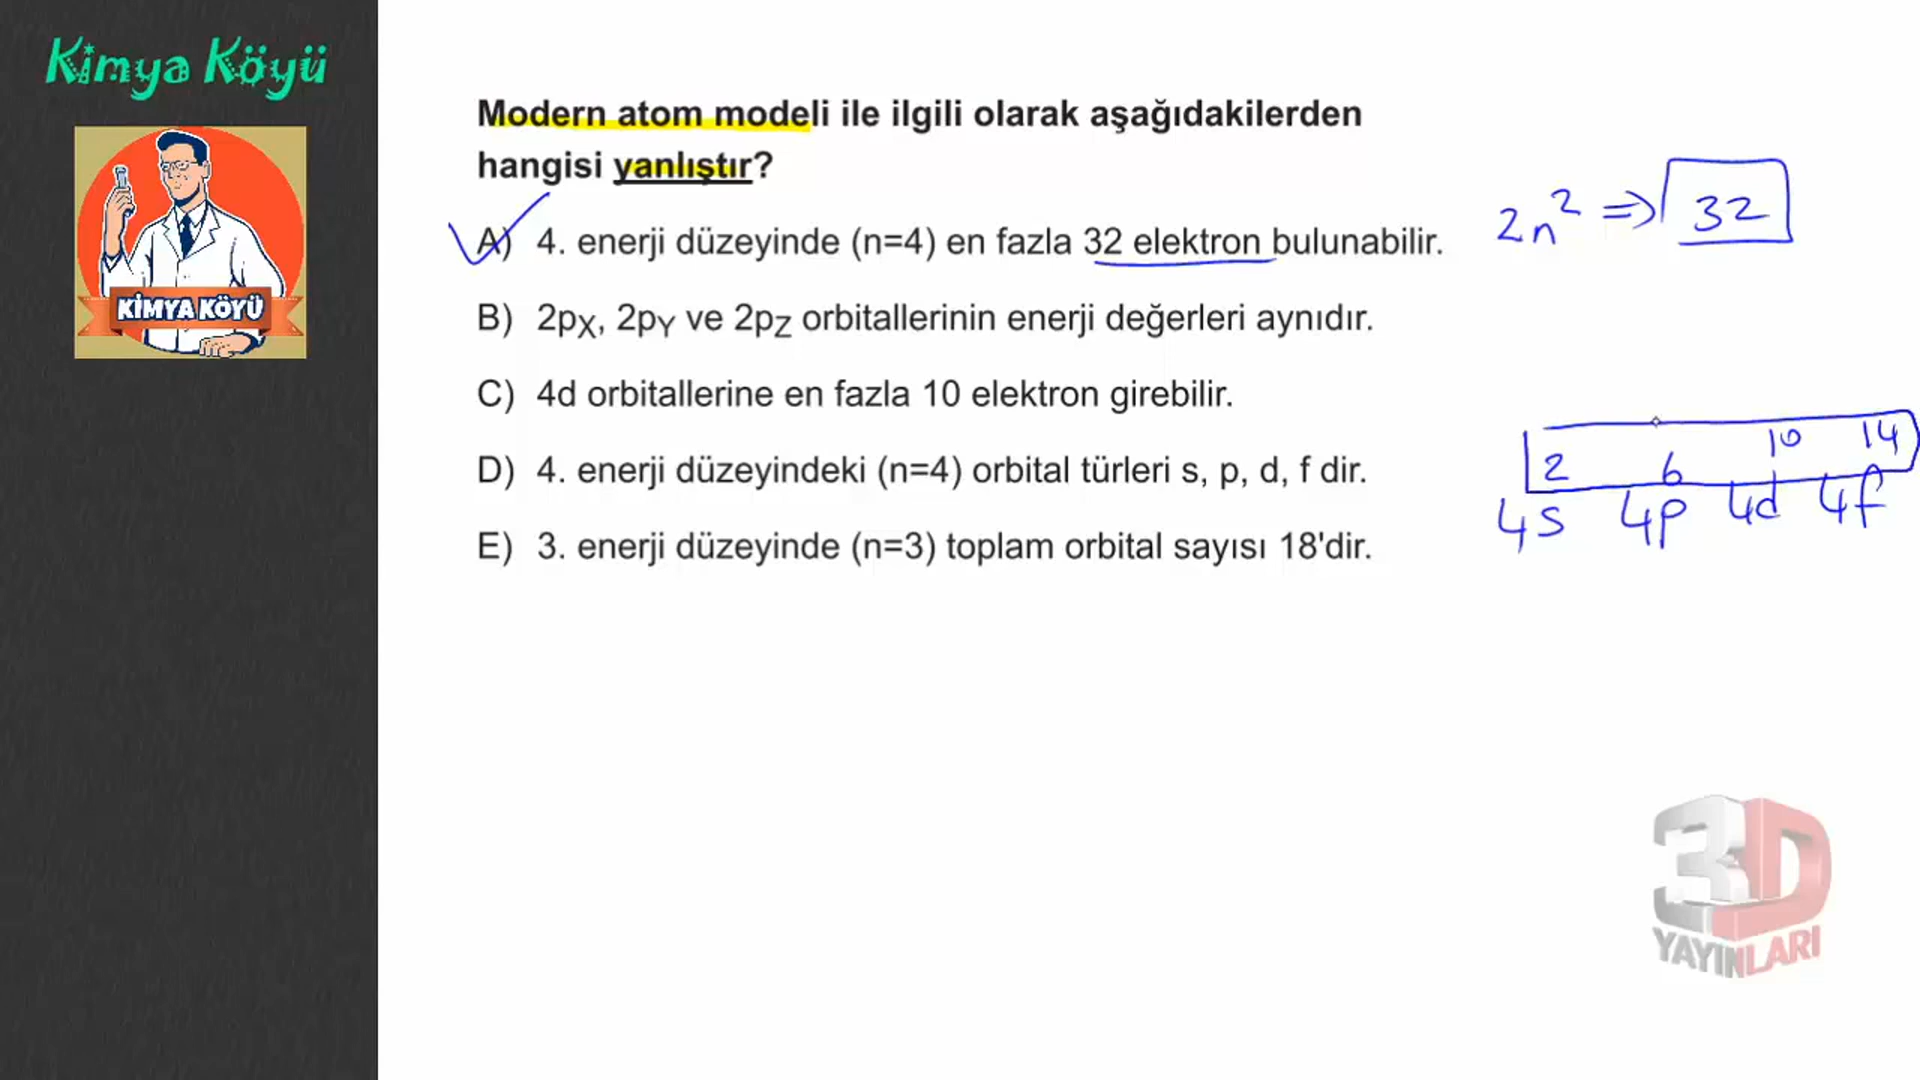 Kimya Köyü
KİMYA KÖYÜ
Modern atom modeli ile ilgili olarak aşağıdakilerden
hangisi yanlıştır?
A) 4. enerji düzeyinde (n=4) en fazla 32 elektron bulunabilir.
B) 2pX, 2pY ve 2pZ orbitallerinin enerji değerleri aynıdır.
C) 4d orbitallerine en fazla 10 elektron girebilir.
D) 4. enerji düzeyindeki (n=4) orbital türleri s, p, d, f dir.
E) 3. enerji düzeyinde (n=3) toplam orbital sayısı 18'dir.
2n² ⇒ 32
2 6 10 14
4s 4p 4d 4f
3D
YAYINLARI